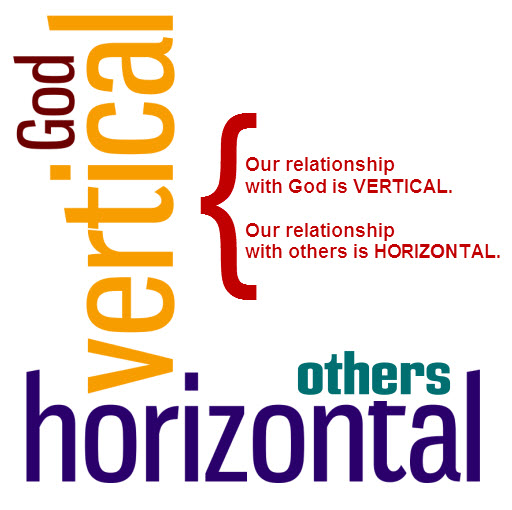 God
vertical
Our relationship
with God is VERTICAL.
Our relationship
with others is HORIZONTAL.
others
horizontal